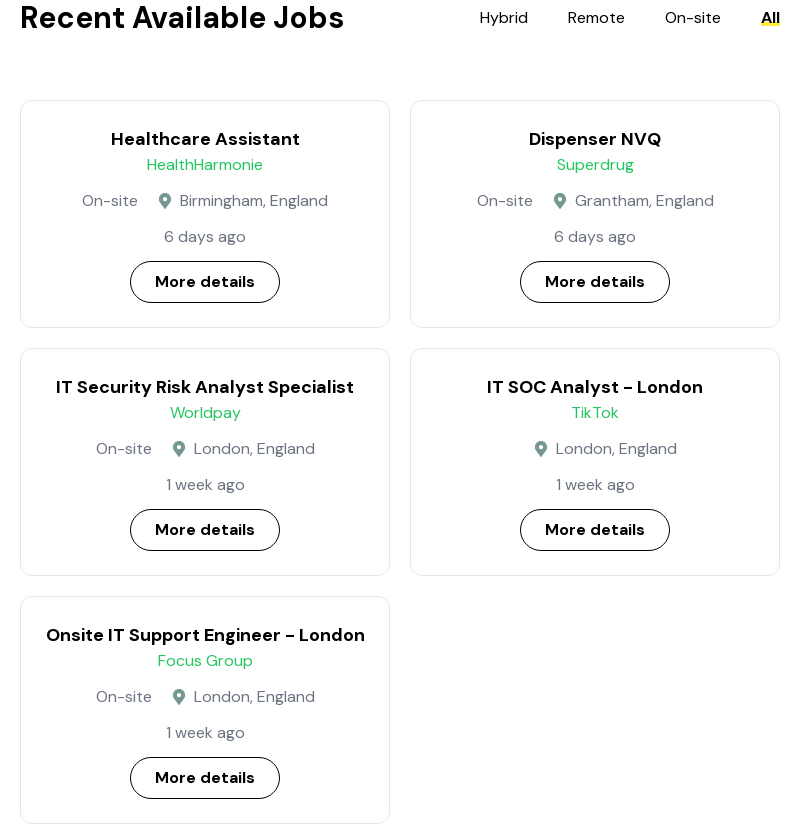 Recent Available Jobs
Hybrid Remote On-site All
Healthcare Assistant
HealthHarmonie
On-site Birmingham, England
6 days ago
More details
Dispenser NVQ
Superdrug
On-site Grantham, England
6 days ago
More details
IT Security Risk Analyst Specialist
Worldpay
On-site London, England
1 week ago
More details
IT SOC Analyst – London
TikTok
London, England
1 week ago
More details
Onsite IT Support Engineer – London
Focus Group
On-site London, England
1 week ago
More details